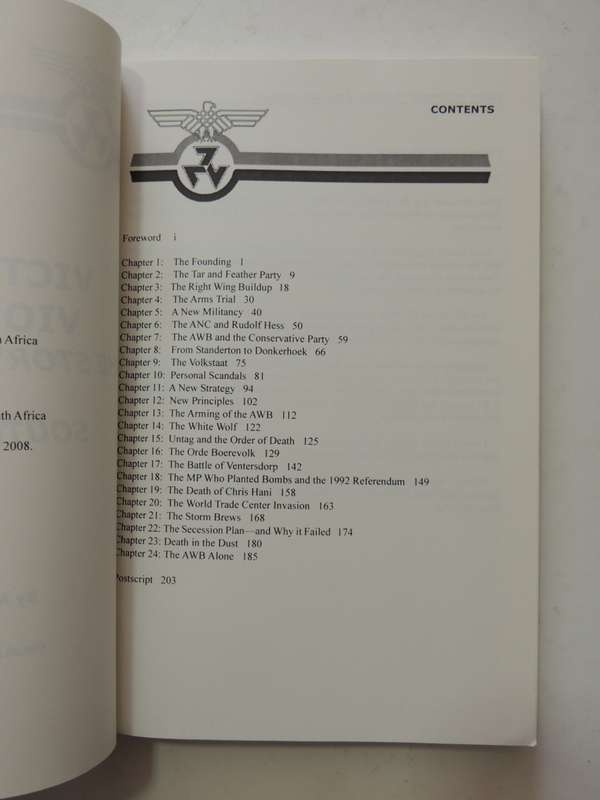 CONTENTS
Foreword i
Chapter 1: The Founding 1
Chapter 2: The Tar and Feather Party 9
Chapter 3: The Right Wing Buildup 18
Chapter 4: The Arms Trial 30
Chapter 5: A New Militancy 40
Chapter 6: The ANC and Rudolf Hess 50
Chapter 7: The AWB and the Conservative Party 59
Chapter 8: From Standerton to Donkerhoek 66
Chapter 9: The Volkstaat 75
Chapter 10: Personal Scandals 81
Chapter 11: A New Strategy 94
Chapter 12: New Principles 102
Chapter 13: The Arming of the AWB 112
Chapter 14: The White Wolf 122
Chapter 15: Untag and the Order of Death 125
Chapter 16: The Orde Boerevolk 129
Chapter 17: The Battle of Ventersdorp 142
Chapter 18: The MP Who Planted Bombs and the 1992 Referendum 149
Chapter 19: The Death of Chris Hani 158
Chapter 20: The World Trade Center Invasion 163
Chapter 21: The Storm Brews 168
Chapter 22: The Secession Plan—and Why it Failed 174
Chapter 23: Death in the Dust 180
Chapter 24: The AWB Alone 185
Postscript 203
Africa
Africa
2008.